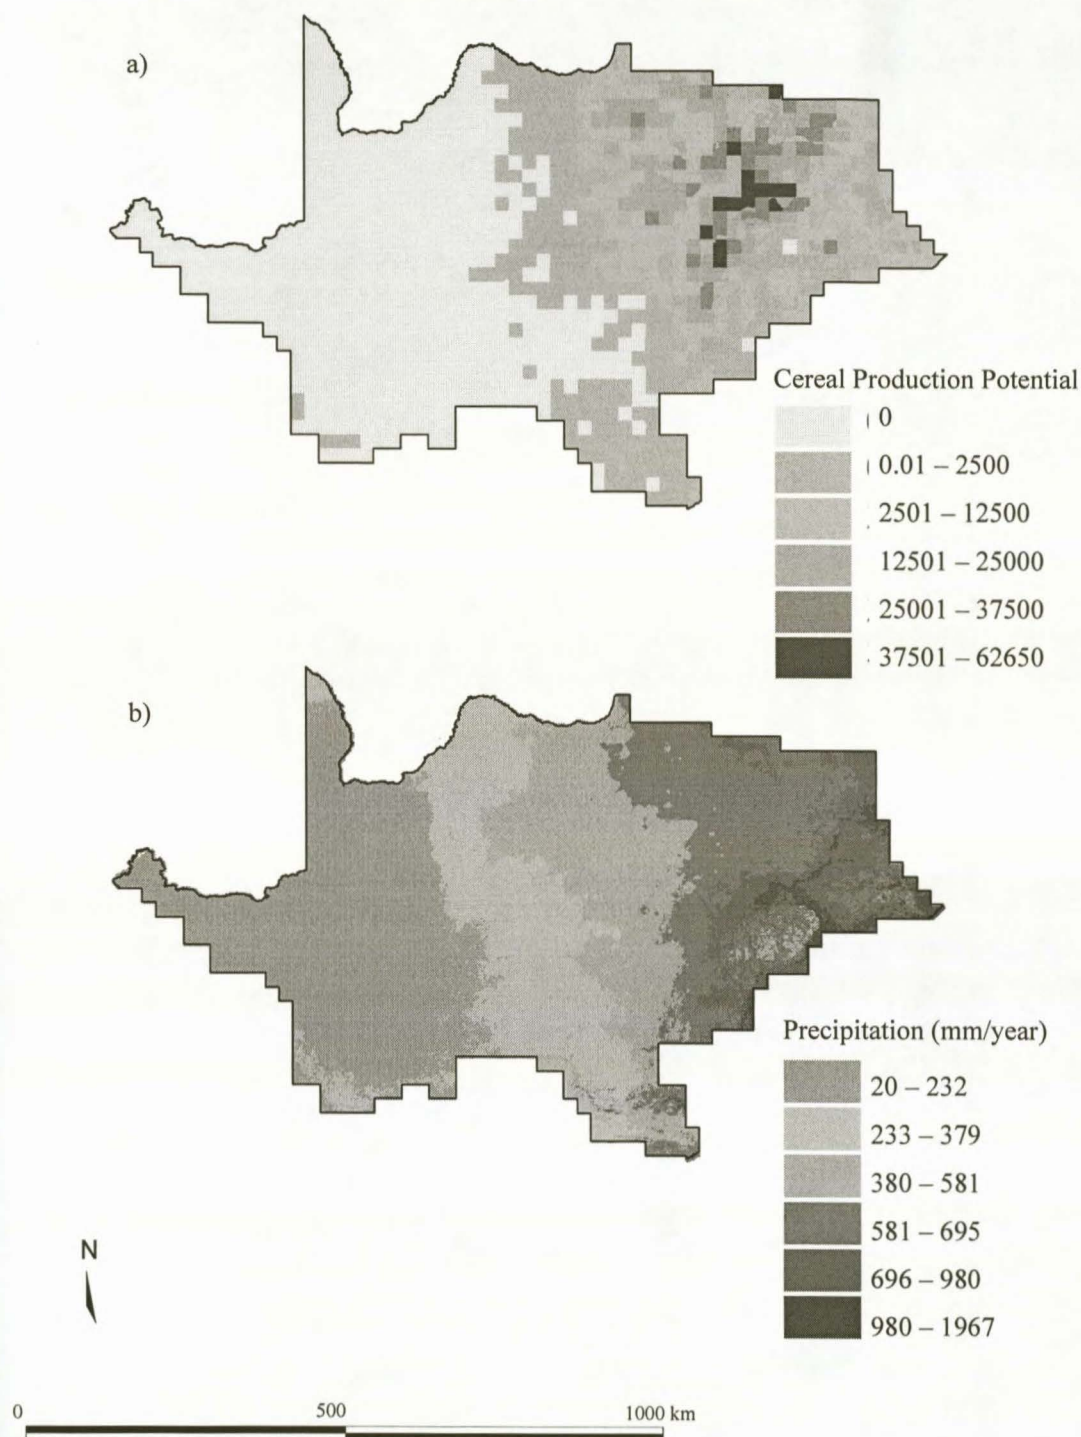 a)
Cereal Production Potential
0
0.01 – 2500
2501 – 12500
12501 – 25000
25001 – 37500
37501 – 62650
b)
Precipitation (mm/year)
20 – 232
233 – 379
380 – 581
581 – 695
696 – 980
980 – 1967
N
0 500 1000 km